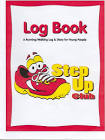 Log Book
A Running/Walking Log & Diary for Young People
Step Up
Club